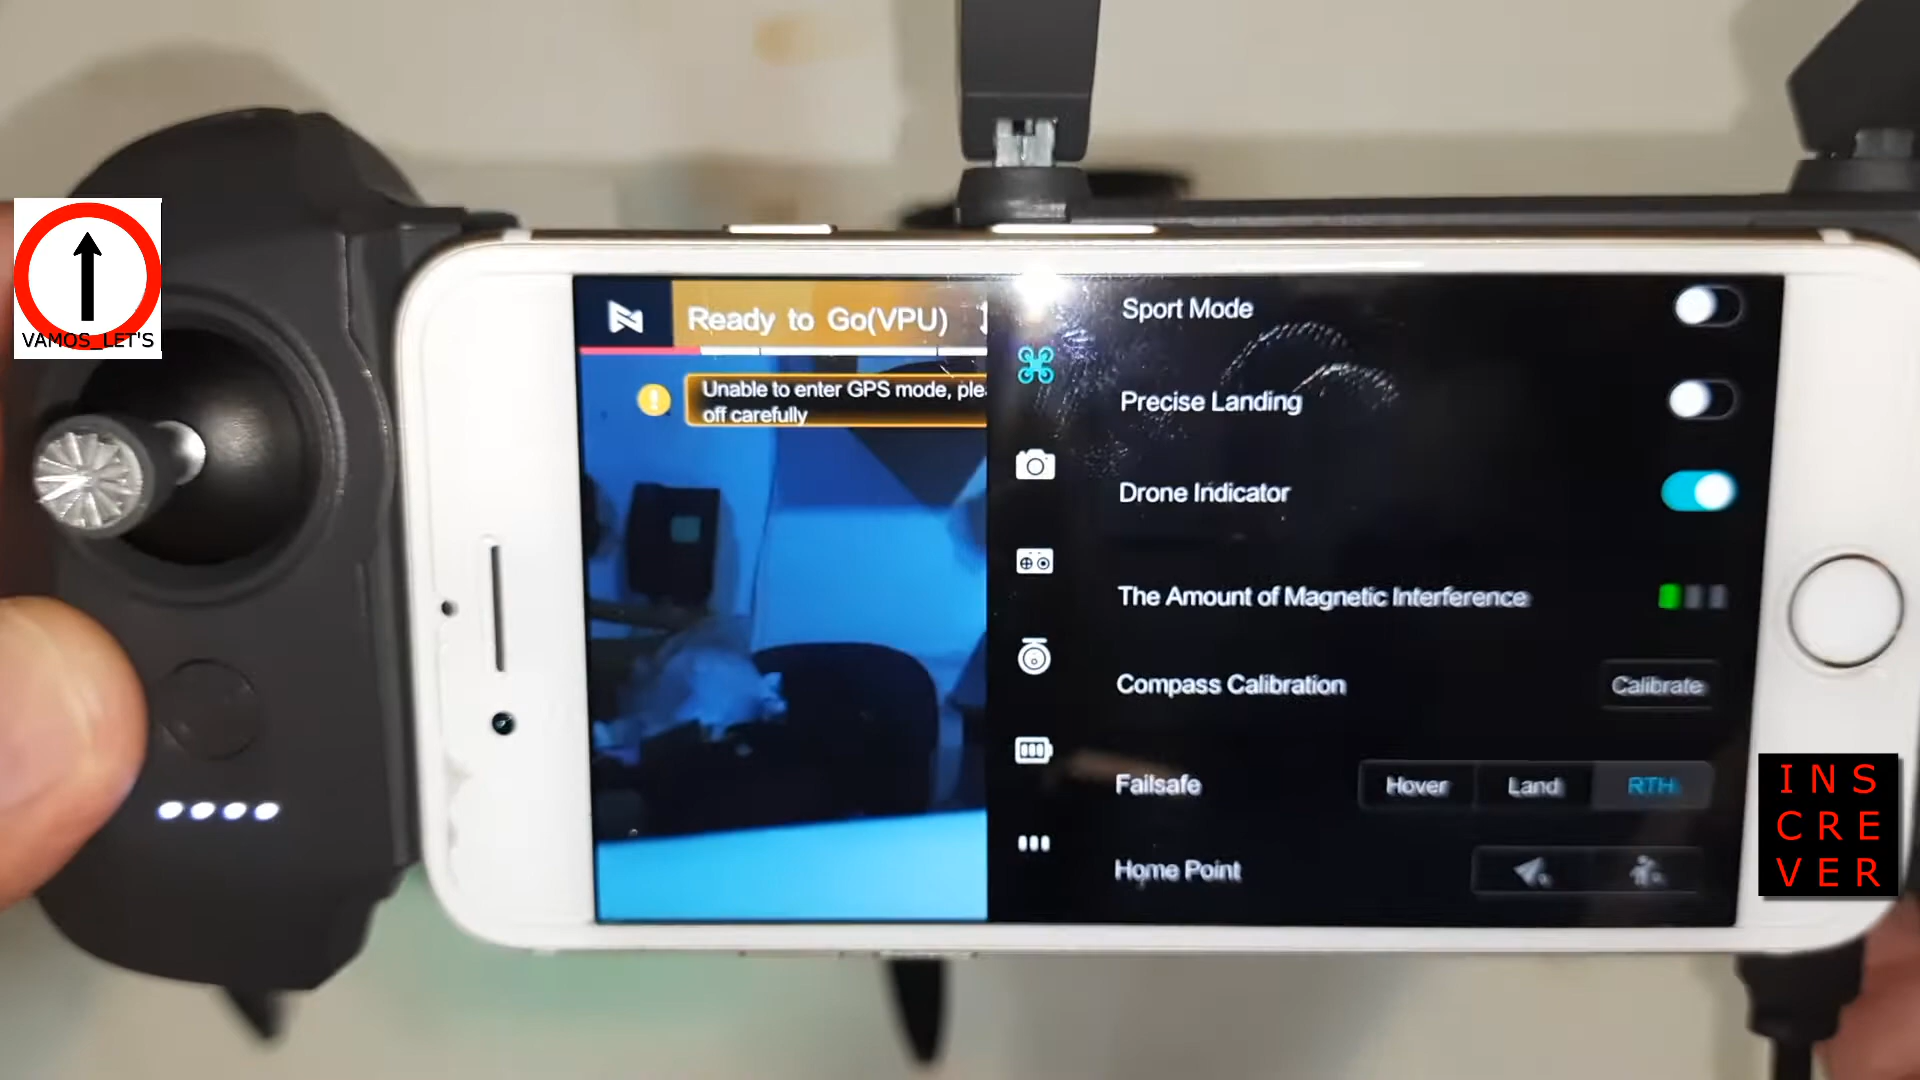 VAMOS_LET'S
Ready to Go(VPU)
Unable to enter GPS mode, ple
off carefully
Sport Mode
Precise Landing
Drone Indicator
The Amount of Magnetic Interference
Compass Calibration
Calibrate
Failsafe
Hover
Land
RTH
Home Point
INS
CRE
VER